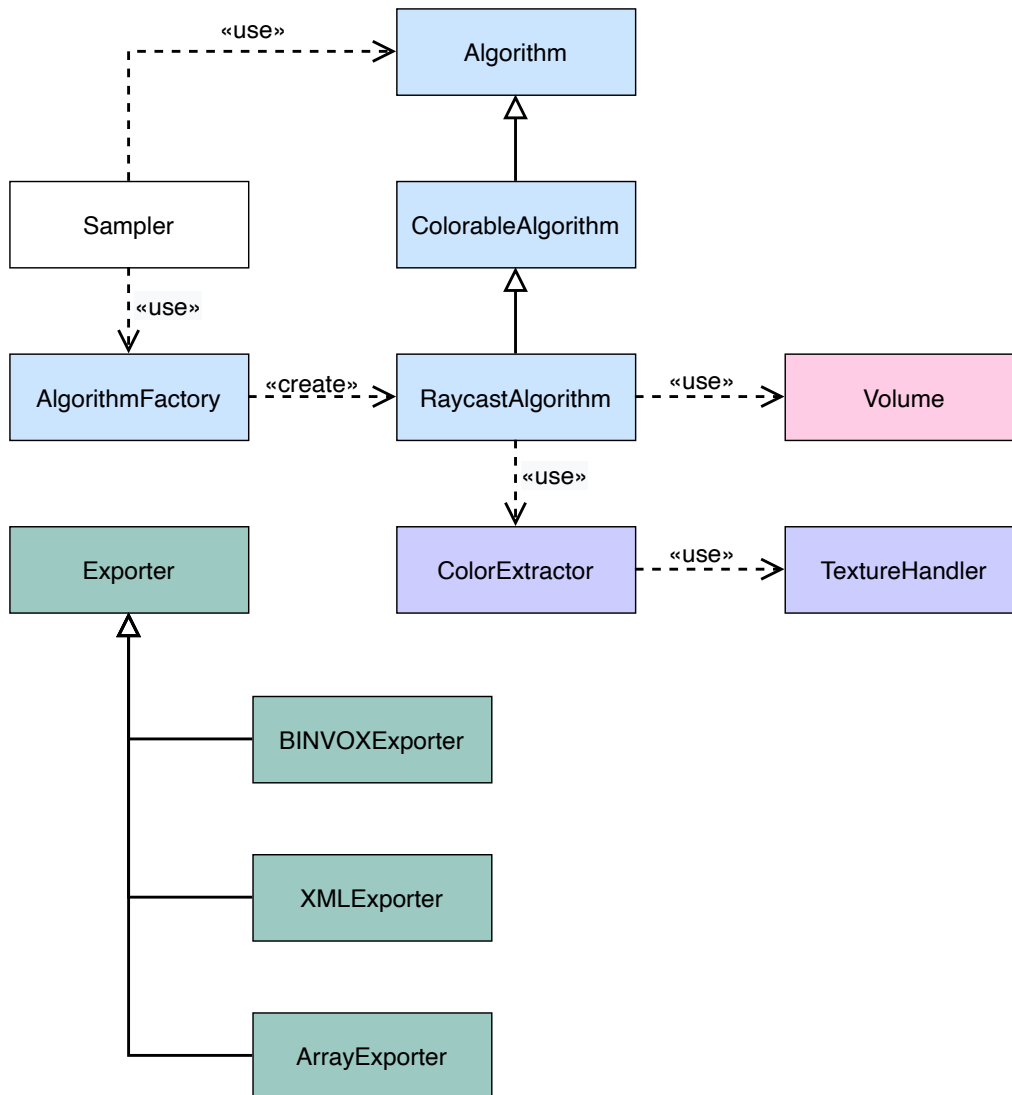 «use»
Algorithm
Sampler
ColorableAlgorithm
«use»
AlgorithmFactory
«create»
RaycastAlgorithm
«use»
Volume
«use»
Exporter
ColorExtractor
«use»
TextureHandler
BINVOXExporter
XMLExporter
ArrayExporter